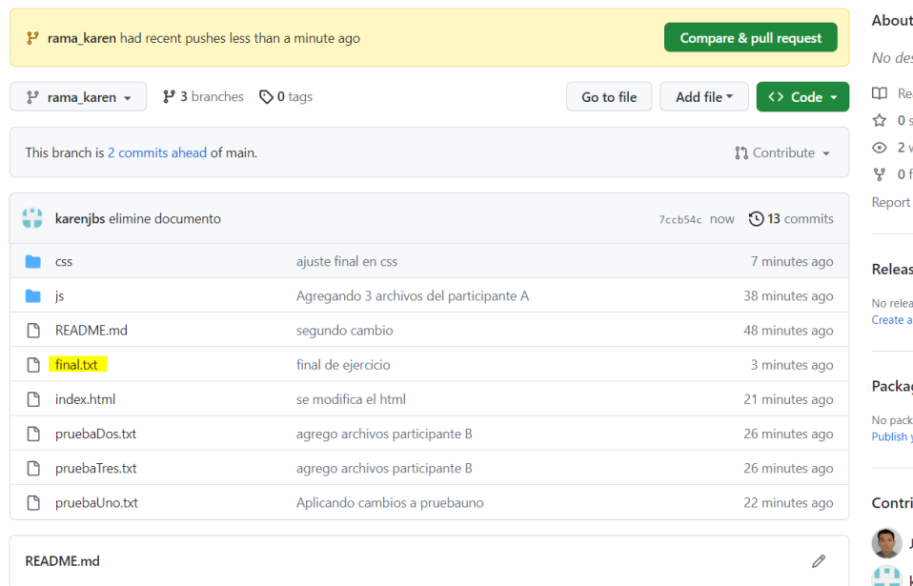 rama_karen had recent pushes less than a minute ago
Compare & pull request
rama_karen
3 branches
0 tags
Go to file
Add file
Code
This branch is 2 commits ahead of main.
Contribute
karenjbs elimine documento 7ccb54c now 13 commits
css ajuste final en css 7 minutes ago
js Agregando 3 archivos del participante A 38 minutes ago
README.md segundo cambio 48 minutes ago
final.txt final de ejercicio 3 minutes ago
index.html se modifica el html 21 minutes ago
pruebaDos.txt agrego archivos participante B 26 minutes ago
pruebaTres.txt agrego archivos participante B 26 minutes ago
pruebaUno.txt Aplicando cambios a pruebauno 22 minutes ago
README.md
About
No des
Rea
0 s
2 w
0 f
Report
Releas
No relea
Create a
Packag
No pack
Publish y
Contri